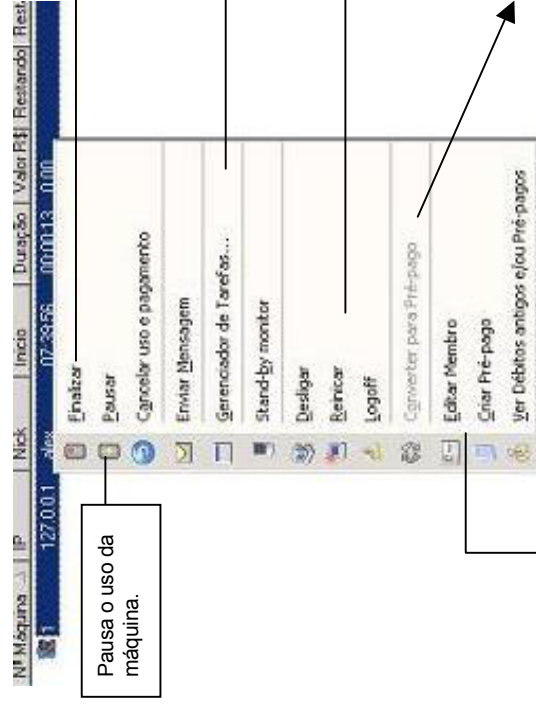 Nº Máquina IP Nick Início Duração Valor R$ Restando Rest
1 127.0.0.1 alex 07:39:56 00:00:13 0.00
Finalizar
Pausar
Cancelar uso e pagamento
Enviar Mensagem
Gerenciador de Tarefas...
Stand-by monitor
Desligar
Reinicar
Logoff
Converter para Pré-pago
Editar Membro
Criar Pré-pago
Ver Débitos antigos e/ou Pré-pagos
Pausa o uso da
máquina.